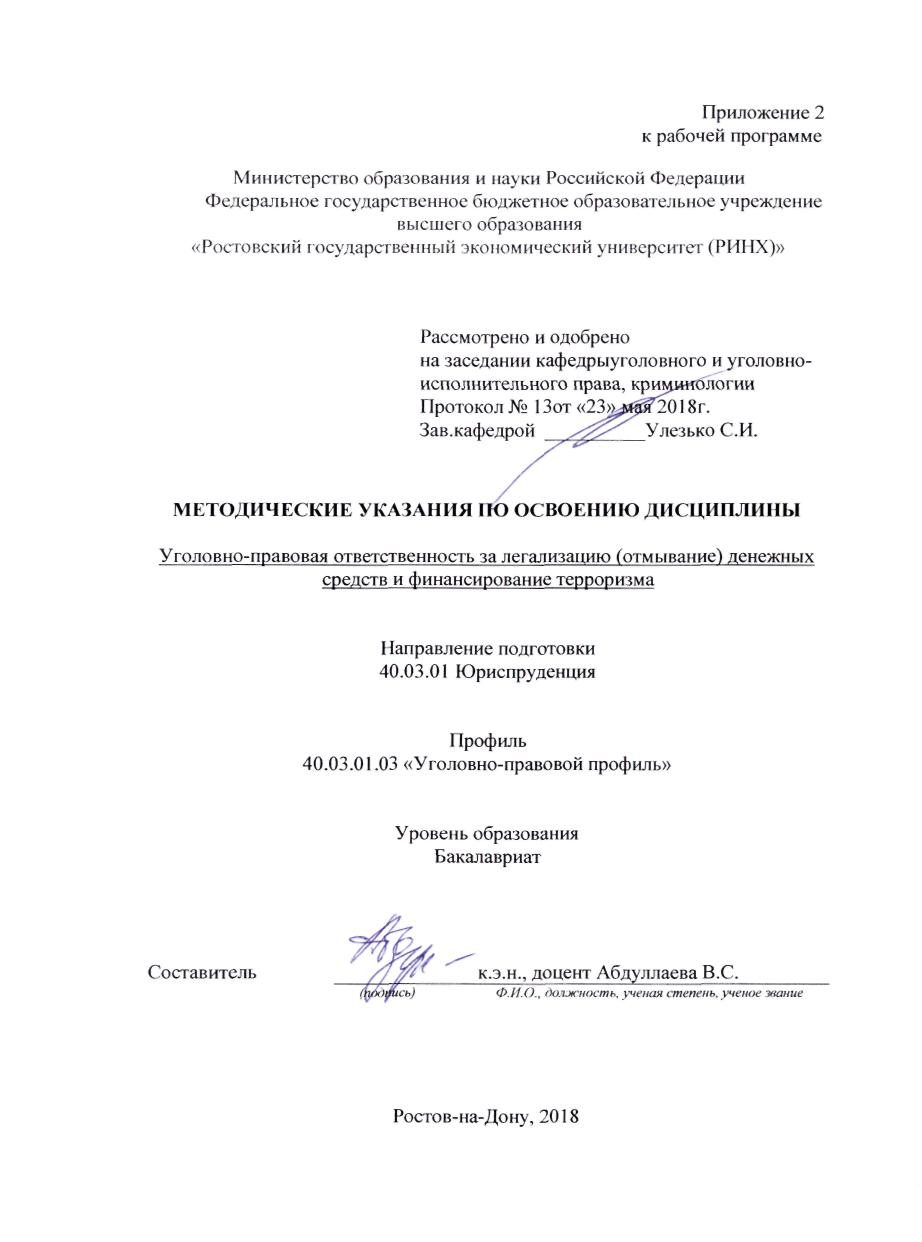 Приложение 2
к рабочей программе
Министерство образования и науки Российской Федерации
Федеральное государственное бюджетное образовательное учреждение
высшего образования
«Ростовский государственный экономический университет (РИНХ)»
Рассмотрено и одобрено
на заседании кафедрыуголовного и уголовно-
исполнительного права, криминологии
Протокол № 13от «23» мая 2018г.
Зав.кафедрой __________Улезько С.И.
МЕТОДИЧЕСКИЕ УКАЗАНИЯ ПО ОСВОЕНИЮ ДИСЦИПЛИНЫ
Уголовно-правовая ответственность за легализацию (отмывание) денежных
средств и финансирование терроризма
Направление подготовки
40.03.01 Юриспруденция
Профиль
40.03.01.03 «Уголовно-правовой профиль»
Уровень образования
Бакалавриат
Составитель к.э.н., доцент Абдуллаева В.С.
(подпись) Ф.И.О., должность, ученая степень, ученое звание
Ростов-на-Дону, 2018